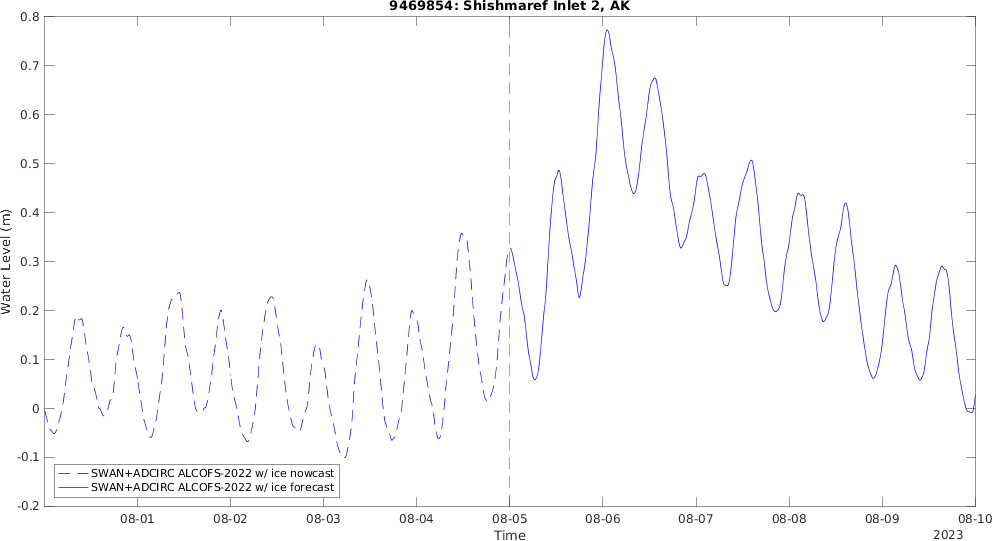 9469854: Shishmaref Inlet 2, AK
0.8
0.7
0.6
0.5
0.4
0.3
0.2
0.1
0
-0.1
-0.2
Water Level (m)
SWAN+ADCIRC ALCOFS-2022 w/ ice nowcast
SWAN+ADCIRC ALCOFS-2022 w/ ice forecast
08-01 08-02 08-03 08-04 08-05 08-06 08-07 08-08 08-09 08-10
Time
2023